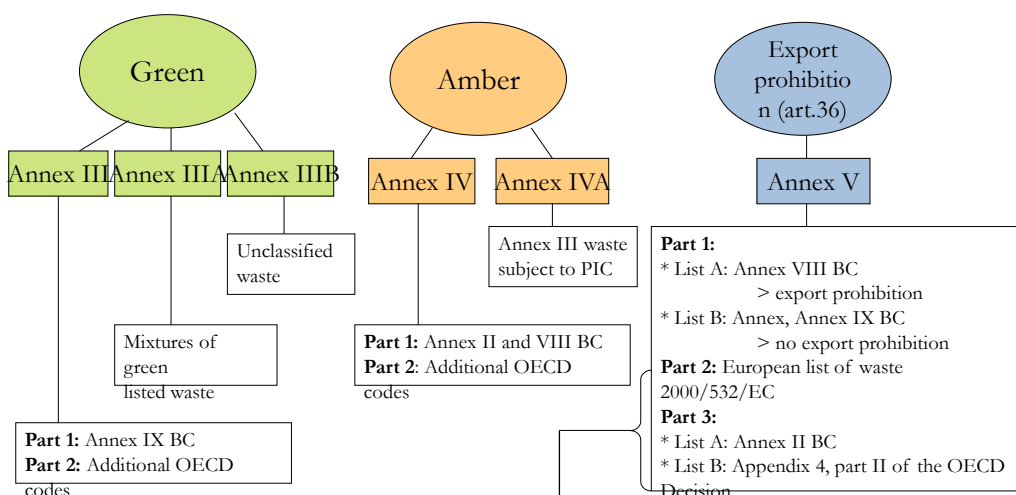 Green
Amber
Export
prohibitio
n (art.36)
Annex III
Annex IIIA
Annex IIIB
Annex IV
Annex IVA
Annex V
Unclassified
waste
Annex III waste
subject to PIC
Mixtures of
green
listed waste
Part 1: Annex II and VIII BC
Part 2: Additional OECD
codes
Part 1: Annex IX BC
Part 2: Additional OECD
codes
Part 1:
* List A: Annex VIII BC
> export prohibition
* List B: Annex, Annex IX BC
> no export prohibition
Part 2: European list of waste
2000/532/EC
Part 3:
* List A: Annex II BC
* List B: Appendix 4, part II of the OECD
Decision